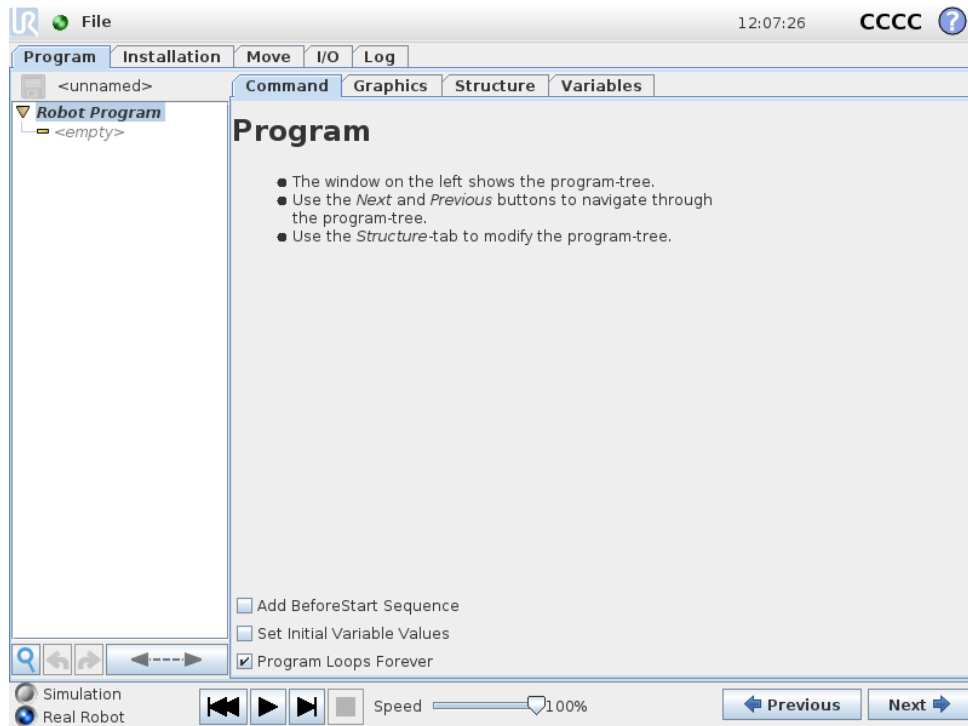 UR File 12:07:26 CCCC ?
Program Installation Move I/O Log
<unnamed> Command Graphics Structure Variables
Robot Program
<empty>
Program
The window on the left shows the program-tree.
Use the Next and Previous buttons to navigate through
the program-tree.
Use the Structure-tab to modify the program-tree.
Add BeforeStart Sequence
Set Initial Variable Values
Program Loops Forever
Simulation
Real Robot
Speed 100% Previous Next